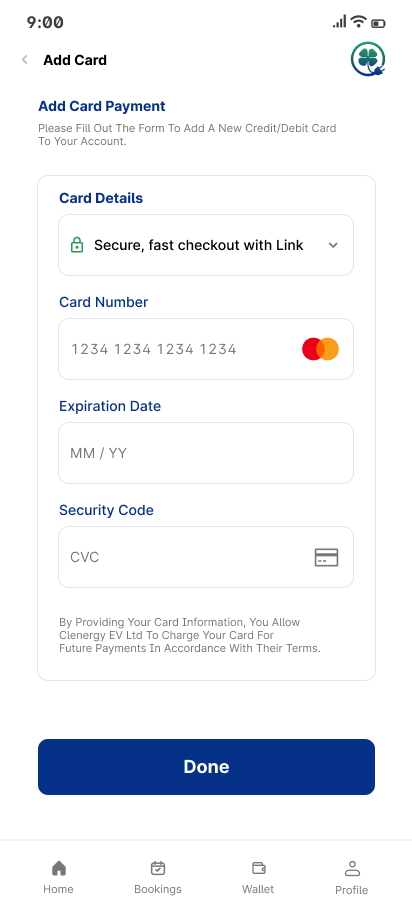 9:00
Add Card
Add Card Payment
Please Fill Out The Form To Add A New Credit/Debit Card
To Your Account.
Card Details
Secure, fast checkout with Link
Card Number
1234 1234 1234 1234
Expiration Date
MM / YY
Security Code
CVC
By Providing Your Card Information, You Allow
Clenergy EV Ltd To Charge Your Card For
Future Payments In Accordance With Their Terms.
Done
Home
Bookings
Wallet
Profile